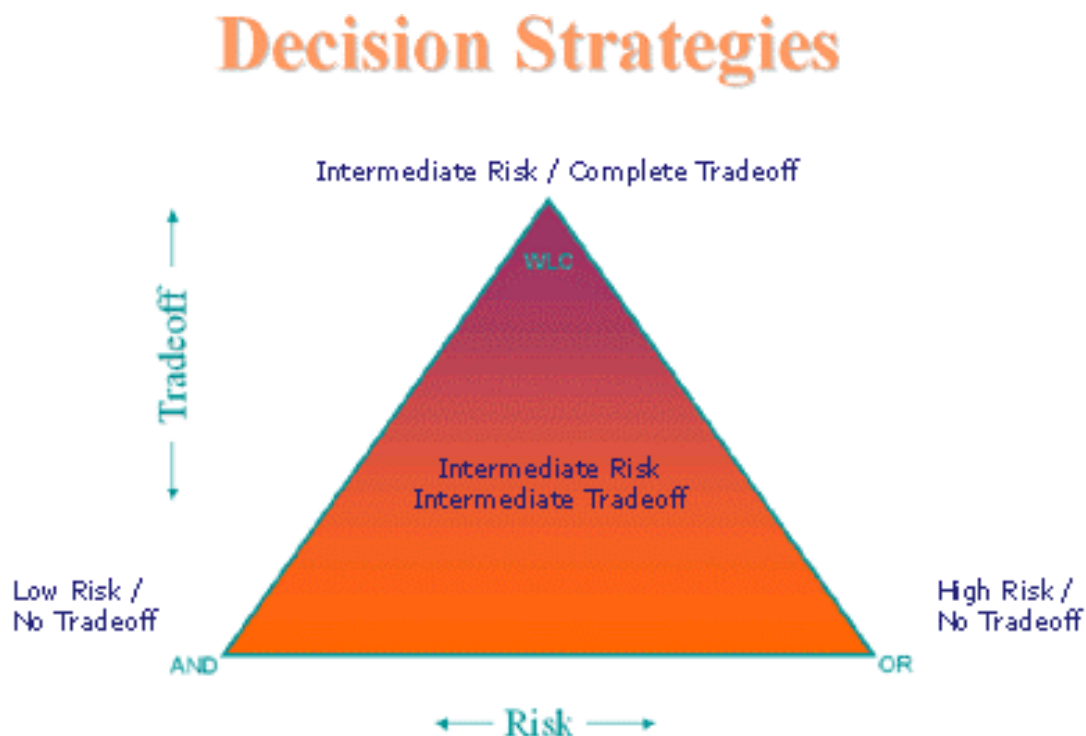 Decision Strategies
Intermediate Risk / Complete Tradeoff
WLC
Tradeoff
Intermediate Risk
Intermediate Tradeoff
Low Risk /
No Tradeoff
High Risk /
No Tradeoff
AND
OR
Risk